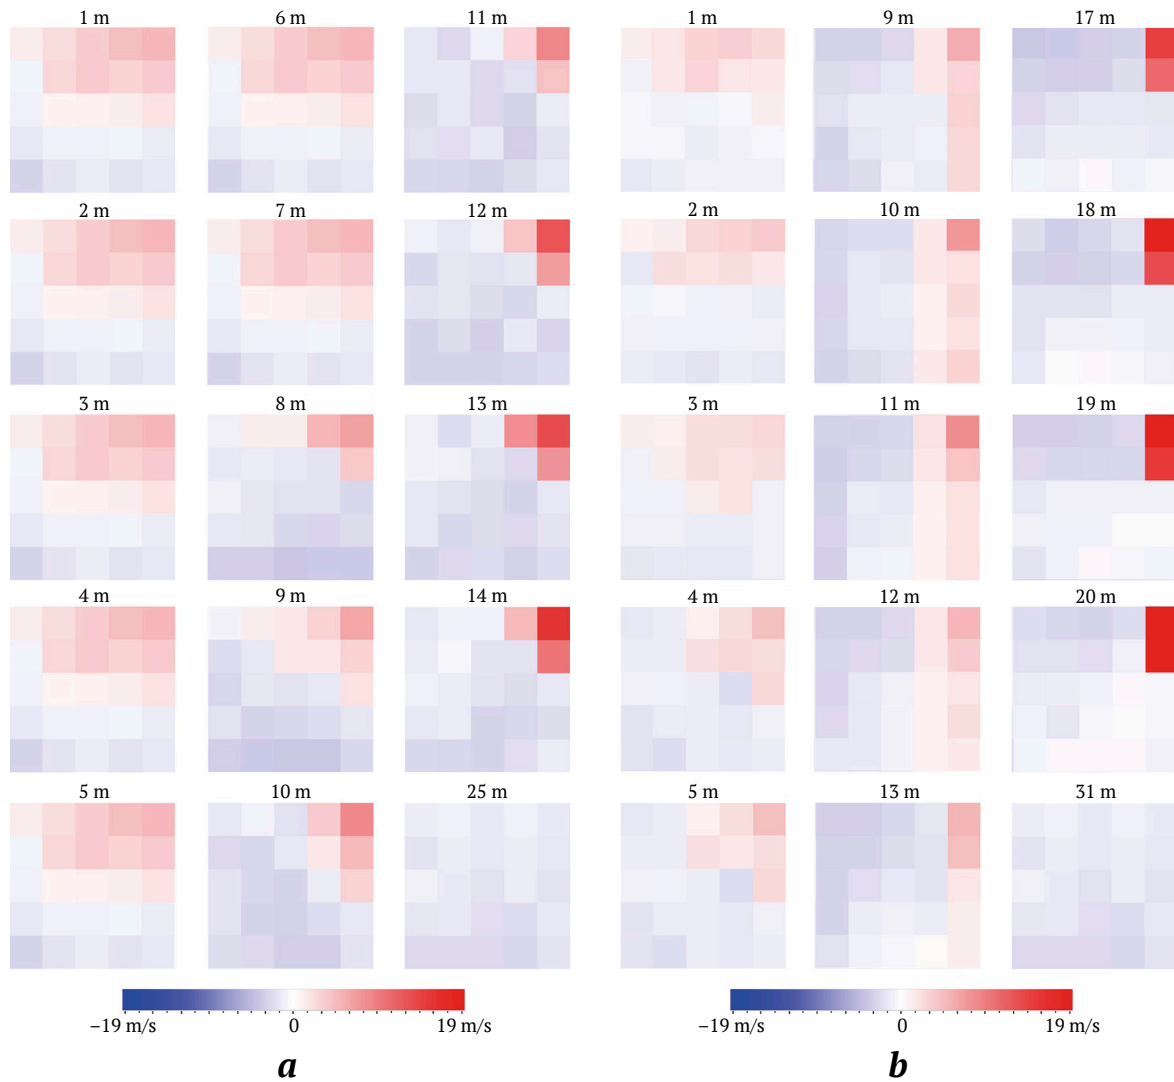 1 m 6 m 11 m 1 m 9 m 17 m
2 m 7 m 12 m 2 m 10 m 18 m
3 m 8 m 13 m 3 m 11 m 19 m
4 m 9 m 14 m 4 m 12 m 20 m
5 m 10 m 25 m 5 m 13 m 31 m
−19 m/s 0 19 m/s −19 m/s 0 19 m/s
a b